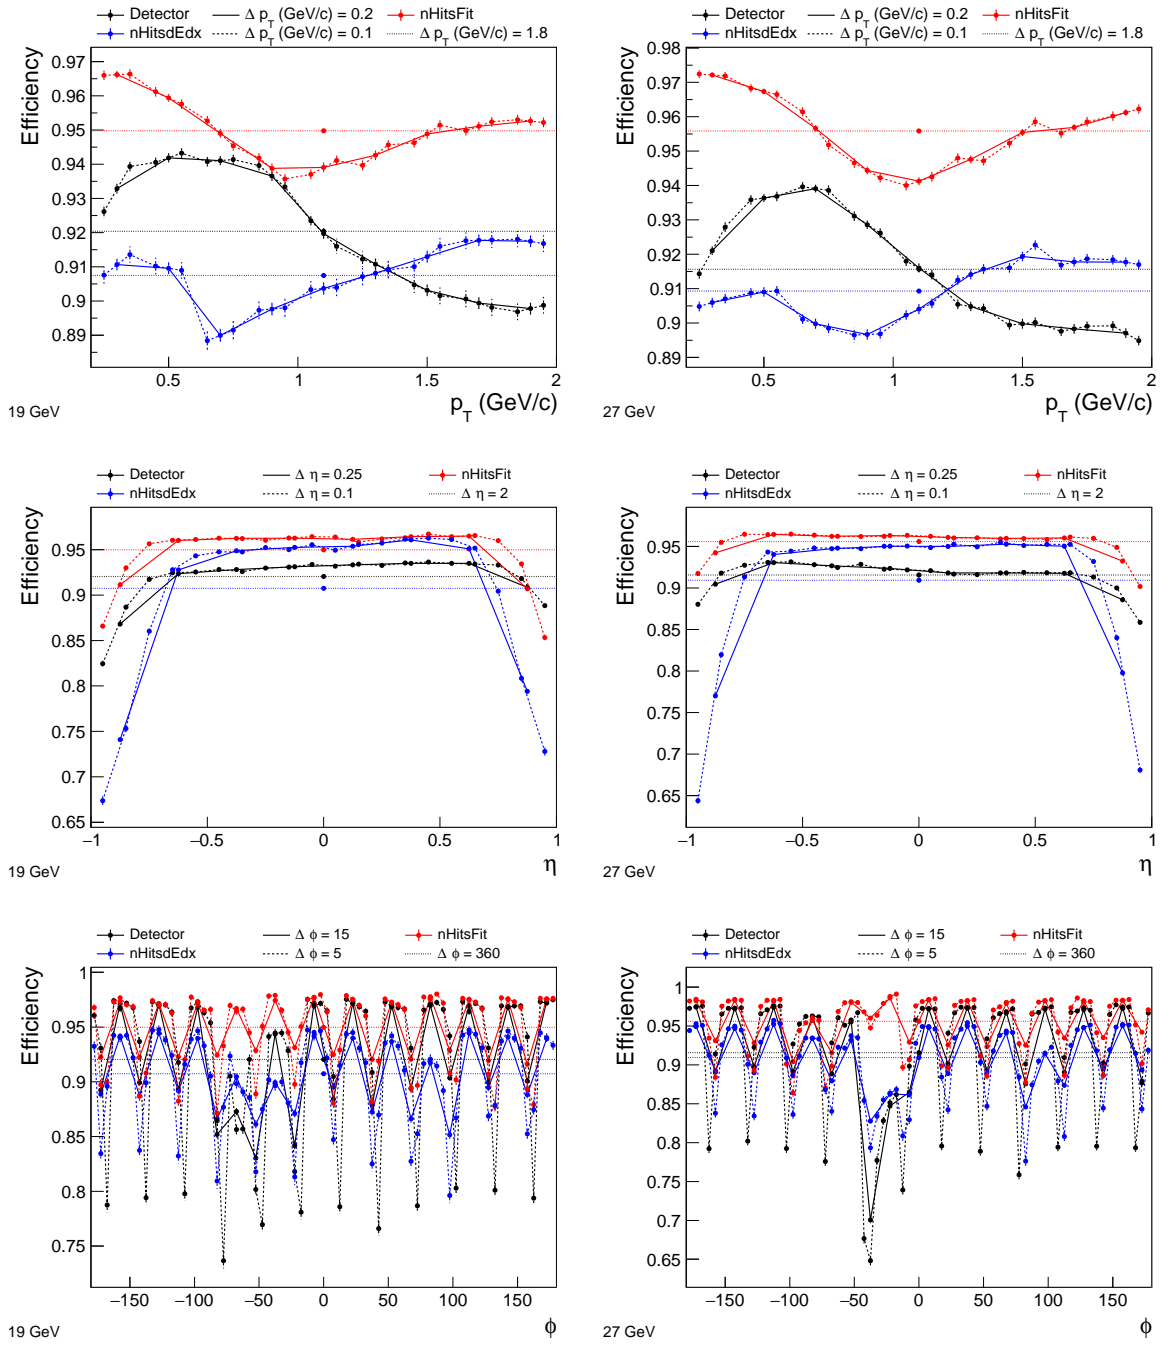 Detector Δ p_T (GeV/c) = 0.2 nHitsFit
nHitsdEdx Δ p_T (GeV/c) = 0.1 Δ p_T (GeV/c) = 1.8
Efficiency
0.97
0.96
0.95
0.94
0.93
0.92
0.91
0.9
0.89
0.5 1 1.5 2
p_T (GeV/c)
19 GeV
Detector Δ p_T (GeV/c) = 0.2 nHitsFit
nHitsdEdx Δ p_T (GeV/c) = 0.1 Δ p_T (GeV/c) = 1.8
Efficiency
0.98
0.97
0.96
0.95
0.94
0.93
0.92
0.91
0.9
0.89
0.5 1 1.5 2
p_T (GeV/c)
27 GeV
Detector Δ η = 0.25 nHitsFit
nHitsdEdx Δ η = 0.1 Δ η = 2
Efficiency
0.95
0.9
0.85
0.8
0.75
0.7
0.65
−1 −0.5 0 0.5 1
η
19 GeV
Detector Δ η = 0.25 nHitsFit
nHitsdEdx Δ η = 0.1 Δ η = 2
Efficiency
0.95
0.9
0.85
0.8
0.75
0.7
0.65
−1 −0.5 0 0.5 1
η
27 GeV
Detector Δ ϕ = 15 nHitsFit
nHitsdEdx Δ ϕ = 5 Δ ϕ = 360
Efficiency
1
0.95
0.9
0.85
0.8
0.75
−150 −100 −50 0 50 100 150
ϕ
19 GeV
Detector Δ ϕ = 15 nHitsFit
nHitsdEdx Δ ϕ = 5 Δ ϕ = 360
Efficiency
1
0.95
0.9
0.85
0.8
0.75
0.7
0.65
−150 −100 −50 0 50 100 150
ϕ
27 GeV